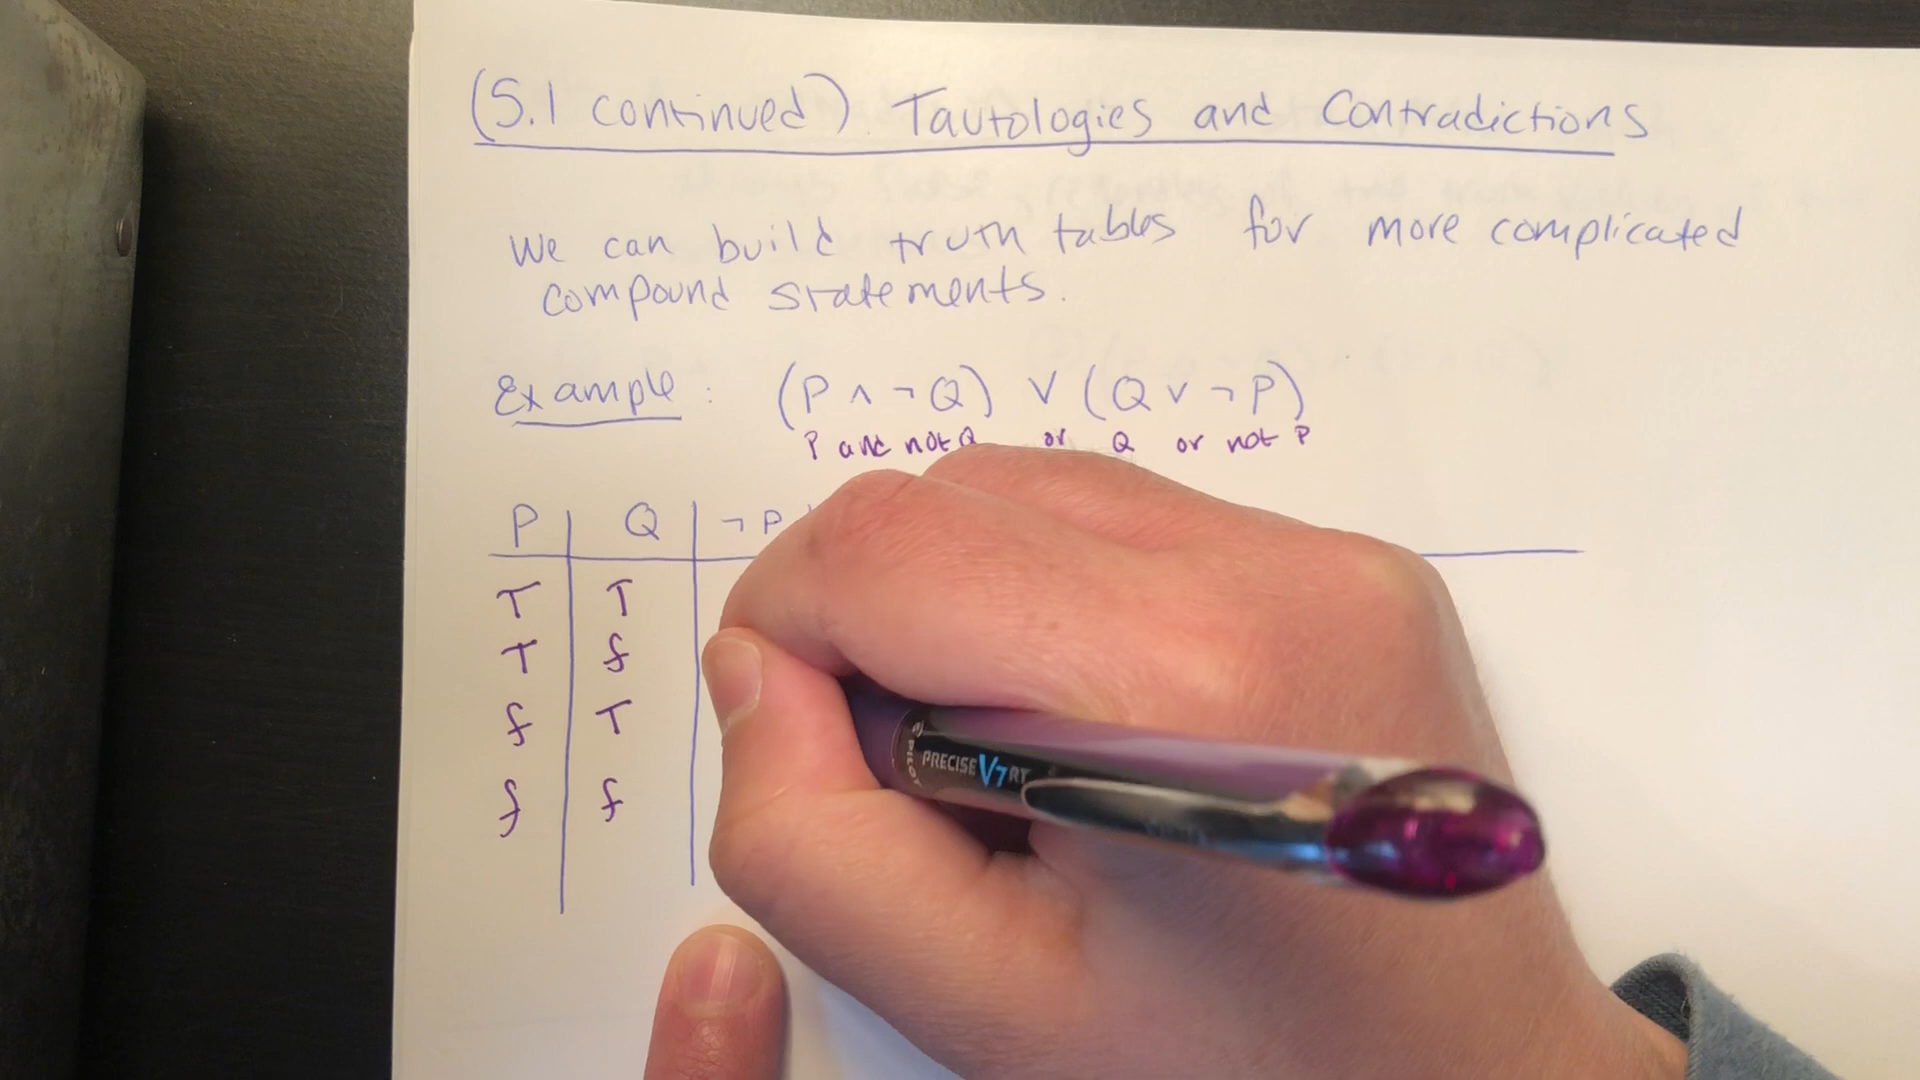 (5.1 continued) Tautologies and Contradictions
We can build truth tables for more complicated
compound statements.
Example: (P ∧ ¬Q) ∨ (Q ∨ ¬P)
P and not Q or Q or not P
P Q ¬P
T T
T f
f T
f f
PILOT PRECISE V7 RT